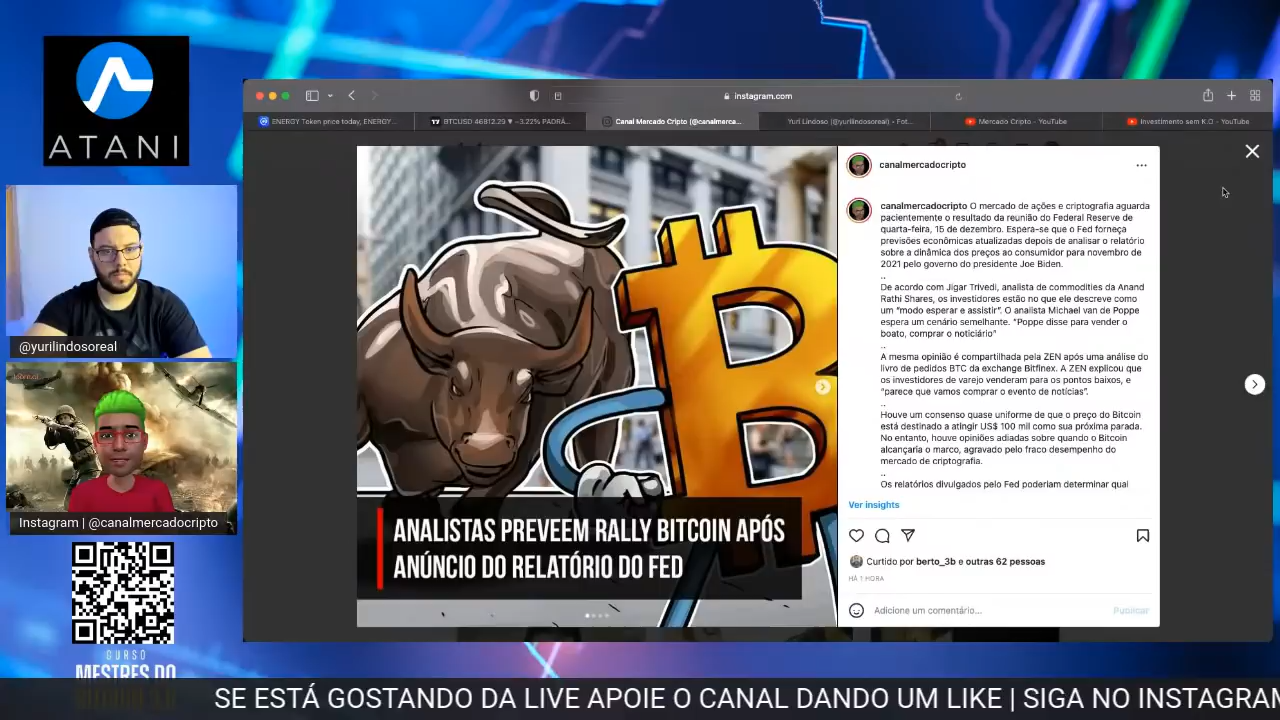 ATANI
@yurilindosoreal
Instagram | @canalmercadocripto
CURSO
MESTRES DO
instagram.com
ENERGY Token price today, ENERGY...
BTCUSD 46812.29 ▼ −3.22% PADRÃ...
Canal Mercado Cripto (@canalmerca...
Yuri Lindoso (@yurilindosoreal) • Fot...
Mercado Cripto - YouTube
Investimento sem K.O - YouTube
ANALISTAS PREVEEM RALLY BITCOIN APÓS
ANÚNCIO DO RELATÓRIO DO FED
canalmercadocripto
canalmercadocripto O mercado de ações e criptografia aguarda
pacientemente o resultado da reunião do Federal Reserve de
quarta-feira, 15 de dezembro. Espera-se que o Fed forneça
previsões econômicas atualizadas depois de analisar o relatório
sobre a dinâmica dos preços ao consumidor para novembro de
2021 pelo governo do presidente Joe Biden.
..
De acordo com Jigar Trivedi, analista de commodities da Anand
Rathi Shares, os investidores estão no que ele descreve como
um “modo esperar e assistir”. O analista Michael van de Poppe
espera um cenário semelhante. “Poppe disse para vender o
boato, comprar o noticiário”
..
A mesma opinião é compartilhada pela ZEN após uma análise do
livro de pedidos BTC da exchange Bitfinex. A ZEN explicou que
os investidores de varejo venderam para os pontos baixos, e
“parece que vamos comprar o evento de notícias”.
..
Houve um consenso quase uniforme de que o preço do Bitcoin
está destinado a atingir US$ 100 mil como sua próxima parada.
No entanto, houve opiniões adiadas sobre quando o Bitcoin
alcançaria o marco, agravado pelo fraco desempenho do
mercado de criptografia.
..
Os relatórios divulgados pelo Fed poderiam determinar qual
Ver insights
Curtido por berto_3b e outras 62 pessoas
HÁ 1 HORA
Adicione um comentário...
Publicar
SE ESTÁ GOSTANDO DA LIVE APOIE O CANAL DANDO UM LIKE | SIGA NO INSTAGRAM